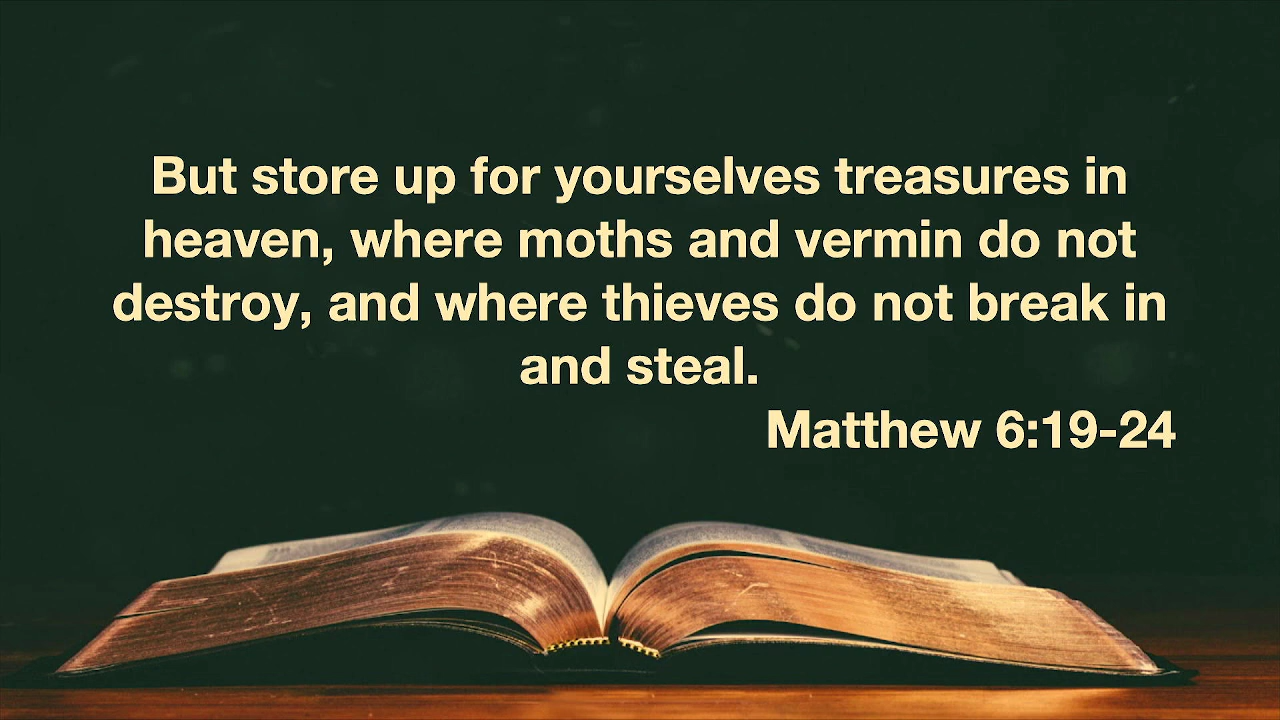 But store up for yourselves treasures in
heaven, where moths and vermin do not
destroy, and where thieves do not break in
and steal.
Matthew 6:19-24